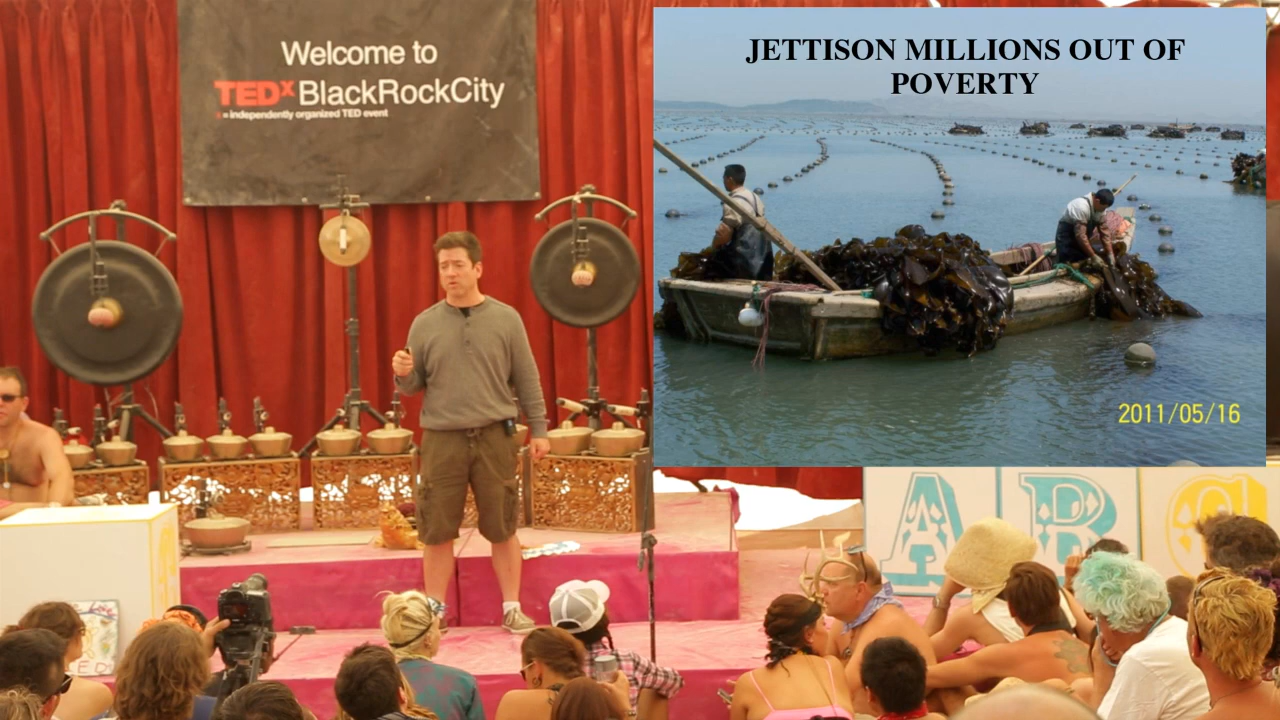 Welcome to
TEDx BlackRockCity
x = independently organized TED event
JETTISON MILLIONS OUT OF
POVERTY
2011/05/16
A B